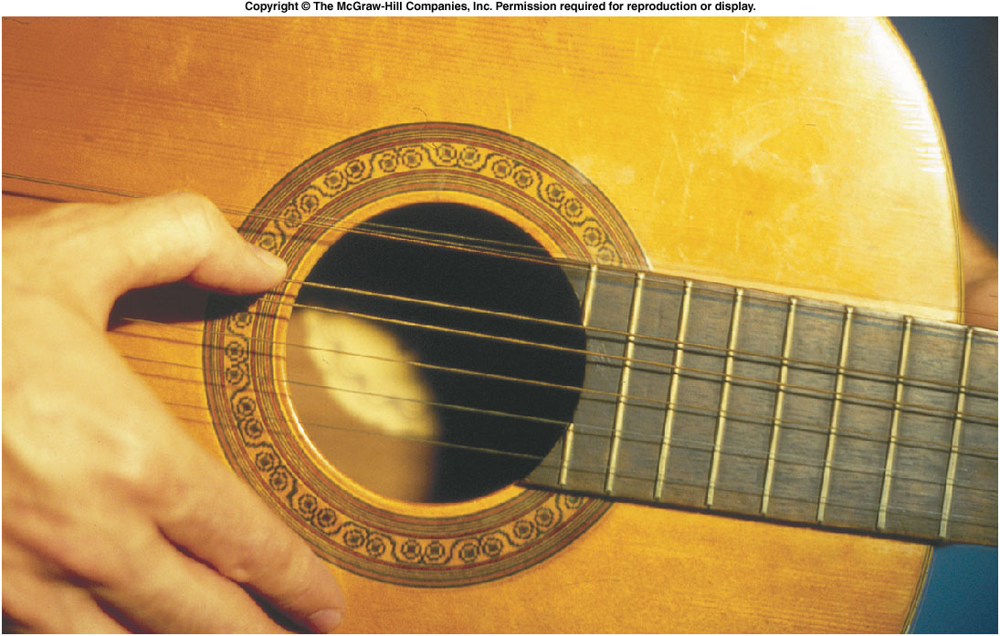 Copyright © The McGraw-Hill Companies, Inc. Permission required for reproduction or display.